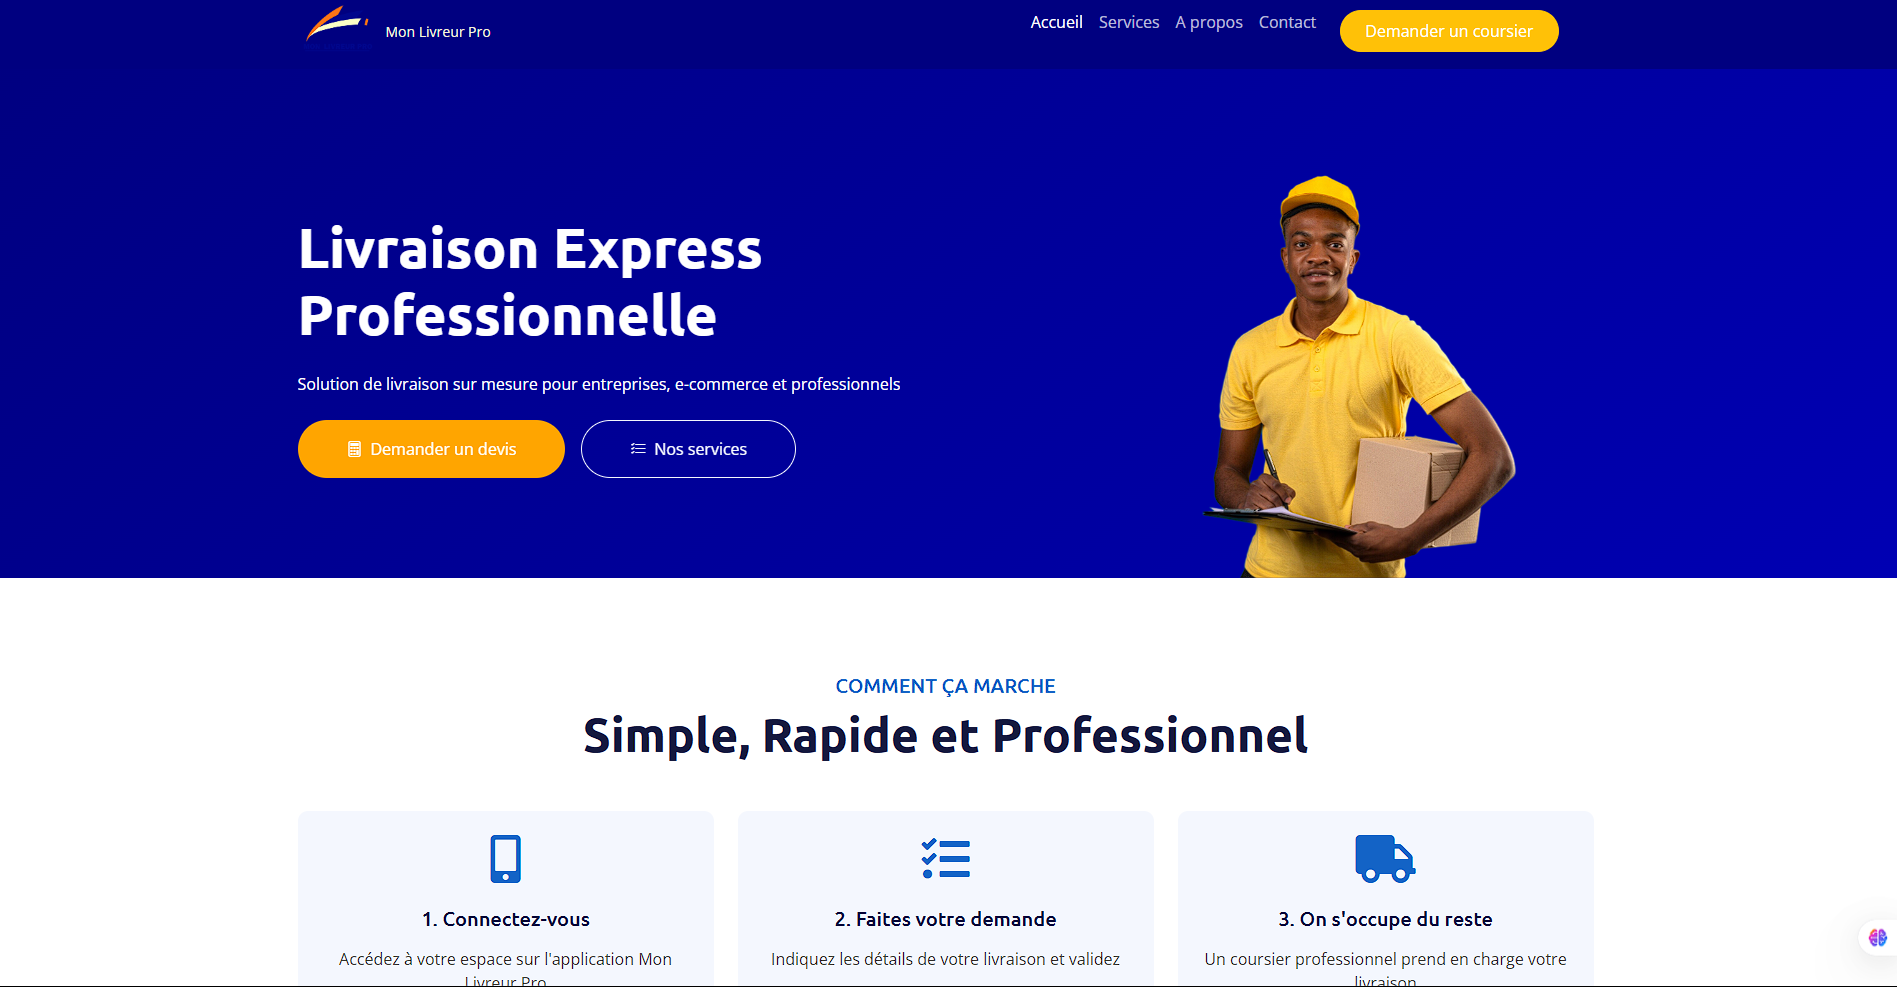 Mon Livreur Pro
Accueil Services A propos Contact Demander un coursier
Livraison Express
Professionnelle
Solution de livraison sur mesure pour entreprises, e-commerce et professionnels
Demander un devis Nos services
COMMENT ÇA MARCHE
Simple, Rapide et Professionnel
1. Connectez-vous
Accédez à votre espace sur l'application Mon
Livreur Pro
2. Faites votre demande
Indiquez les détails de votre livraison et validez
3. On s'occupe du reste
Un coursier professionnel prend en charge votre
livraison